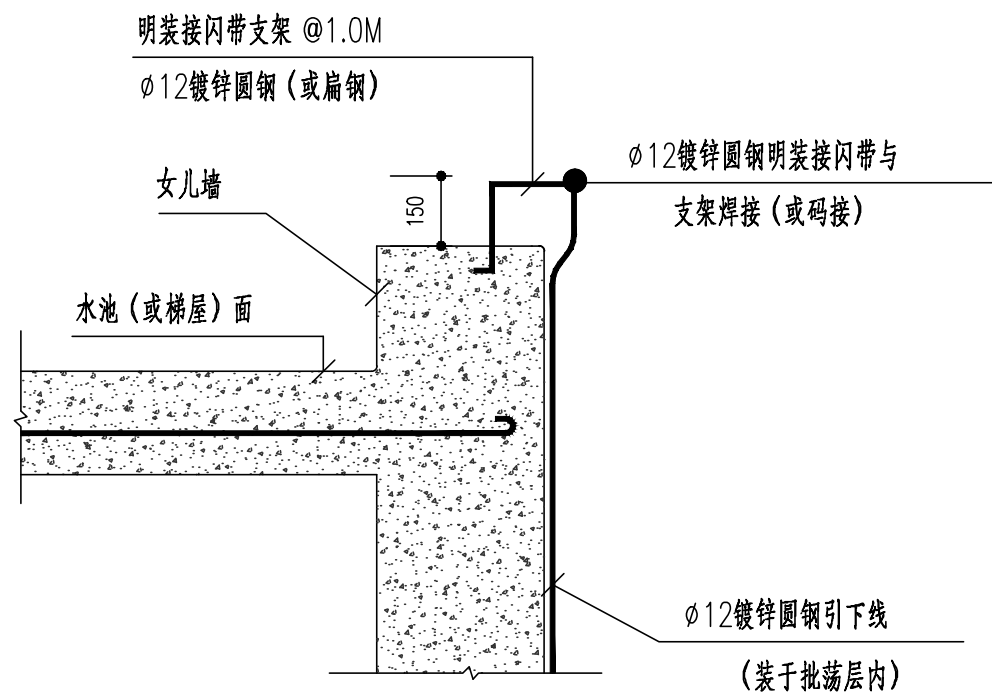 明装接闪带支架 @1.0M
ϕ12镀锌圆钢（或扁钢）
ϕ12镀锌圆钢明装接闪带与
支架焊接（或码接）
女儿墙
150
水池（或梯屋）面
ϕ12镀锌圆钢引下线
（装于批荡层内）